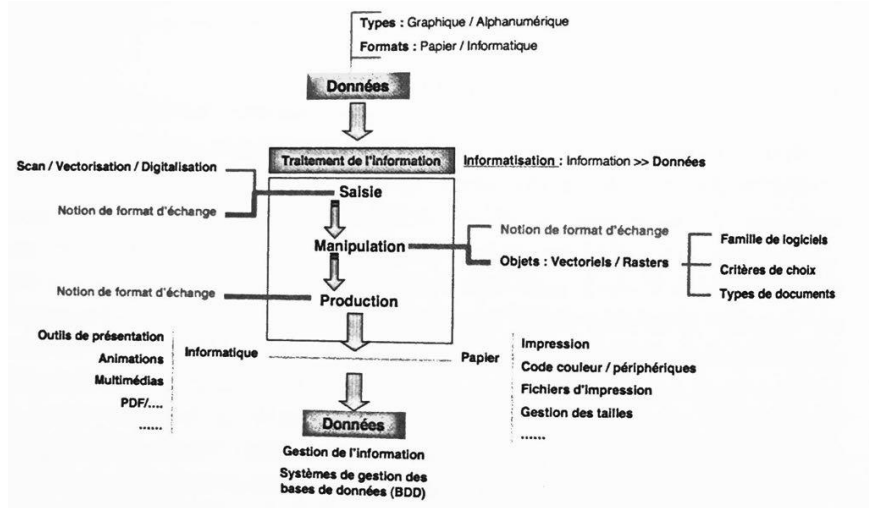 Types : Graphique / Alphanumérique
Formats : Papier / Informatique
Données
Traitement de l'information
Informatisation : Information >> Données
Scan / Vectorisation / Digitalisation
Saisie
Notion de format d'échange
Notion de format d'échange
Manipulation
Famille de logiciels
Objets : Vectoriels / Rasters
Critères de choix
Notion de format d'échange
Types de documents
Production
Outils de présentation
Informatique
Animations
Multimédias
PDF/....
......
Papier
Impression
Code couleur / périphériques
Fichiers d'impression
Gestion des tailles
......
Données
Gestion de l'information
Systèmes de gestion des
bases de données (BDD)